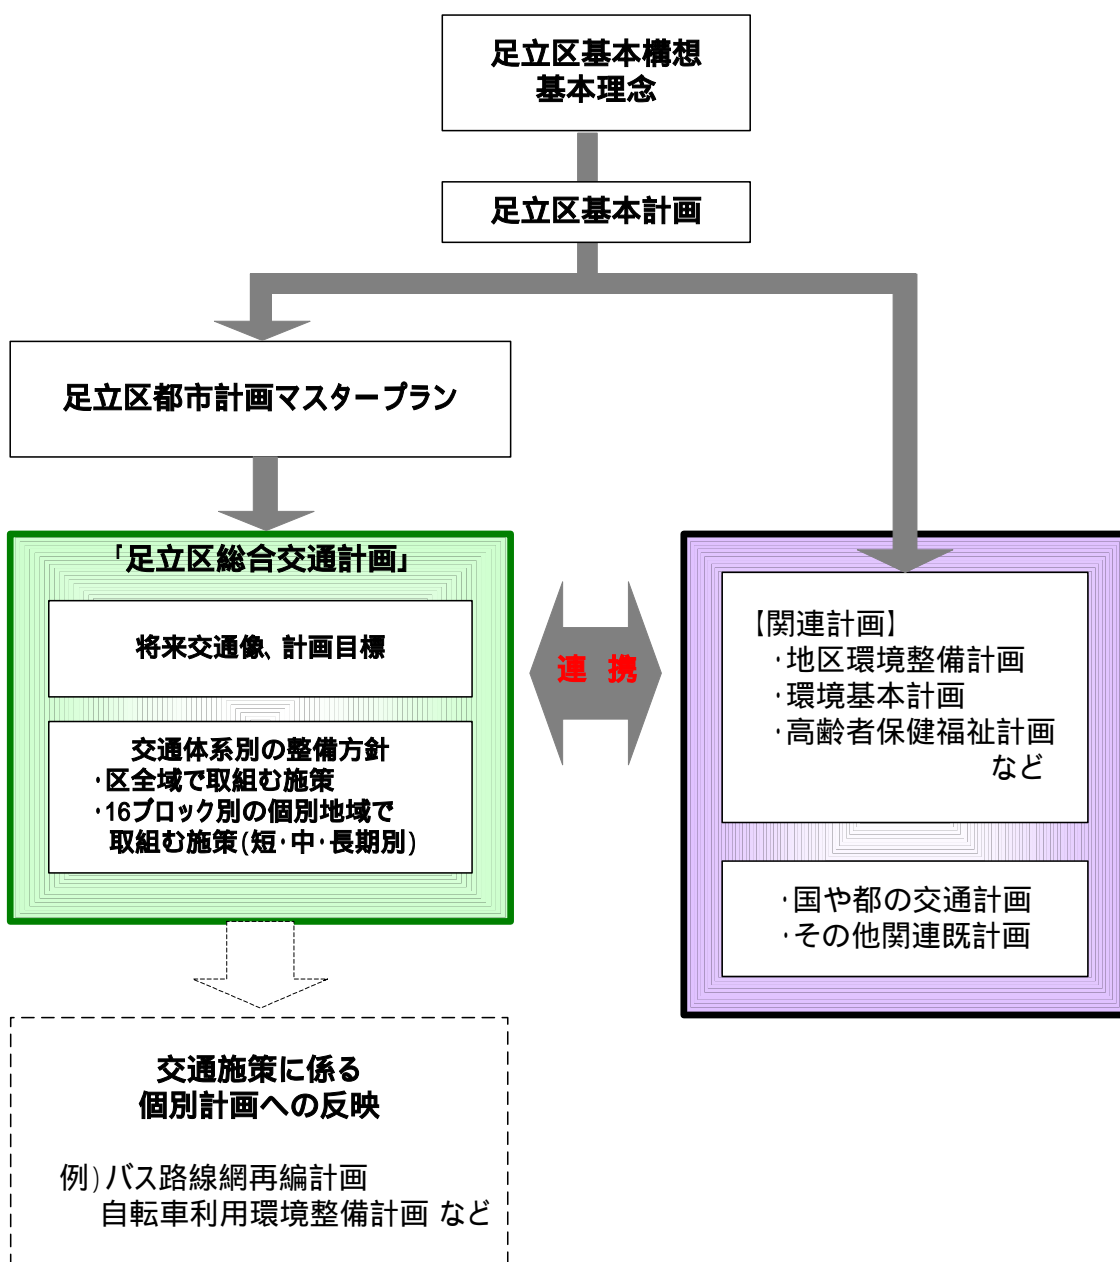 足立区基本構想
基本理念
足立区基本計画
足立区都市計画マスタープラン
「足立区総合交通計画」
将来交通像、計画目標
交通体系別の整備方針
・区全域で取組む施策
・16ブロック別の個別地域で
取組む施策(短・中・長期別)
連 携
【関連計画】
・地区環境整備計画
・環境基本計画
・高齢者保健福祉計画
など
・国や都の交通計画
・その他関連既計画
交通施策に係る
個別計画への反映
例)バス路線網再編計画
自転車利用環境整備計画 など